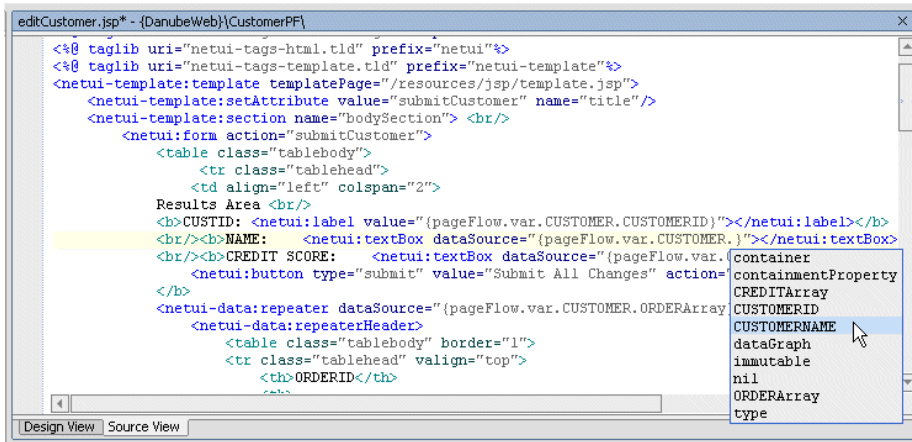 editCustomer.jsp* - {DanubeWeb}\CustomerPF\
<%@ taglib uri="netui-tags-html.tld" prefix="netui"%>
<%@ taglib uri="netui-tags-template.tld" prefix="netui-template"%>
<netui-template:template templatePage="/resources/jsp/template.jsp">
<netui-template:setAttribute value="submitCustomer" name="title"/>
<netui-template:section name="bodySection"> <br/>
<netui:form action="submitCustomer">
<table class="tablebody">
<tr class="tablehead">
<td align="left" colspan="2">
Results Area <br/>
<b>CUSTID: <netui:label value="{pageFlow.var.CUSTOMER.CUSTOMERID}"></netui:label></b>
<br/><b>NAME: <netui:textBox dataSource="{pageFlow.var.CUSTOMER.}"></netui:textBox>
<br/><b>CREDIT SCORE: <netui:textBox dataSource="{pageFlow.var.
<netui:button type="submit" value="Submit All Changes" action="
</b>
<netui-data:repeater dataSource="{pageFlow.var.CUSTOMER.ORDERArray
<netui-data:repeaterHeader>
<table class="tablebody" border="1">
<tr class="tablehead" valign="top">
<th>ORDERID</th>
container
containmentProperty
CREDITArray
CUSTOMERID
CUSTOMERNAME
dataGraph
immutable
nil
ORDERArray
type
Design View Source View